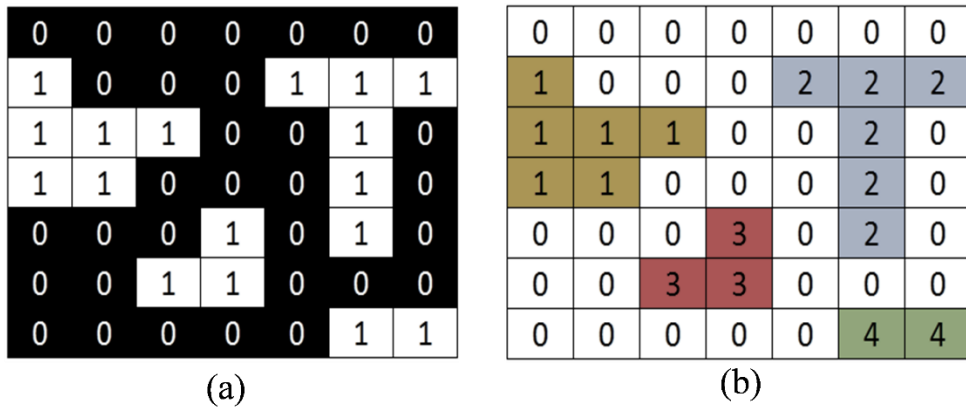 0 0 0 0 0 0 0
1 0 0 0 1 1 1
1 1 1 0 0 1 0
1 1 0 0 0 1 0
0 0 0 1 0 1 0
0 0 1 1 0 0 0
0 0 0 0 0 1 1
(a)
0 0 0 0 0 0 0
1 0 0 0 2 2 2
1 1 1 0 0 2 0
1 1 0 0 0 2 0
0 0 0 3 0 2 0
0 0 3 3 0 0 0
0 0 0 0 0 4 4
(b)